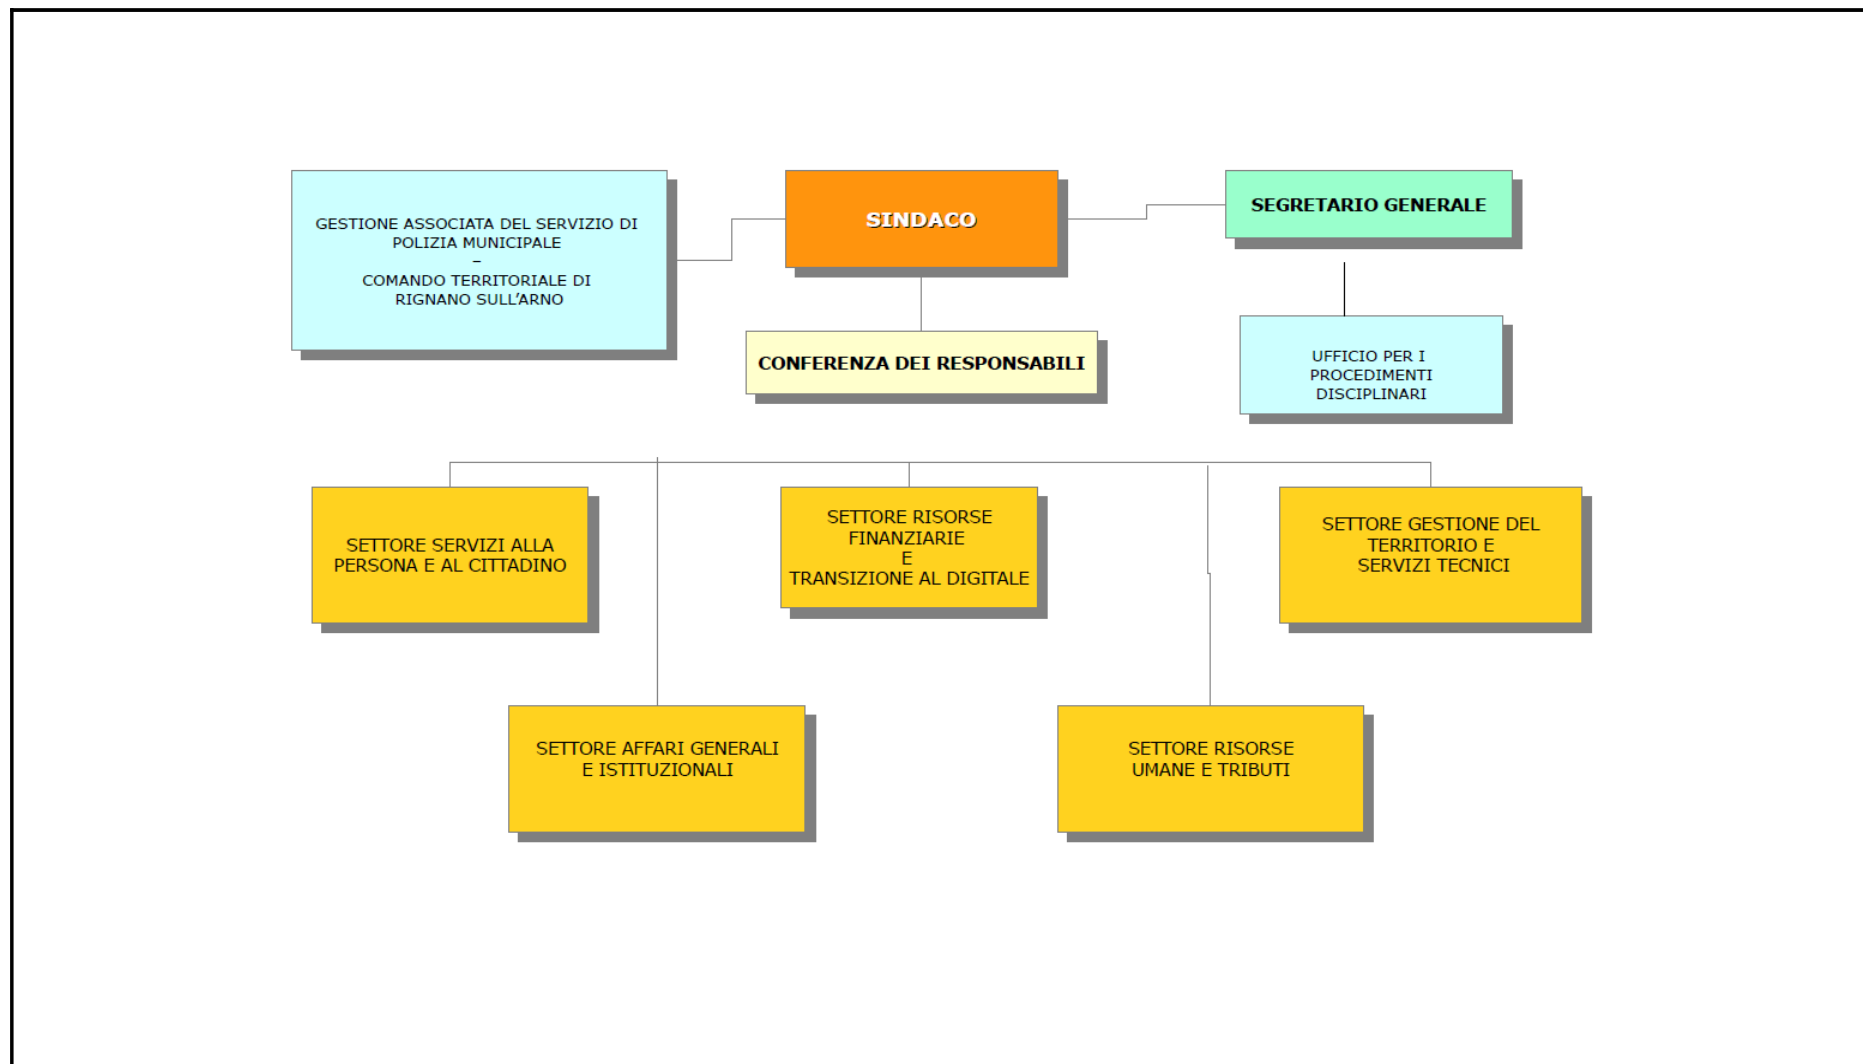 GESTIONE ASSOCIATA DEL SERVIZIO DI
POLIZIA MUNICIPALE
–
COMANDO TERRITORIALE DI
RIGNANO SULL'ARNO
SINDACO
SEGRETARIO GENERALE
CONFERENZA DEI RESPONSABILI
UFFICIO PER I
PROCEDIMENTI
DISCIPLINARI
SETTORE SERVIZI ALLA
PERSONA E AL CITTADINO
SETTORE RISORSE
FINANZIARIE
E
TRANSIZIONE AL DIGITALE
SETTORE GESTIONE DEL
TERRITORIO E
SERVIZI TECNICI
SETTORE AFFARI GENERALI
E ISTITUZIONALI
SETTORE RISORSE
UMANE E TRIBUTI